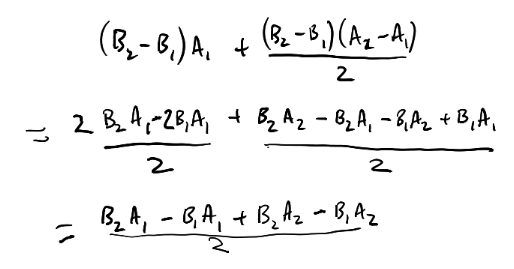 (B₂-B₁)A₁ + (B₂-B₁)(A₂-A₁)/2
= 2B₂A₁-2B₁A₁/2 + B₂A₂-B₂A₁-B₁A₂+B₁A₁/2
= B₂A₁-B₁A₁+B₂A₂-B₁A₂/2